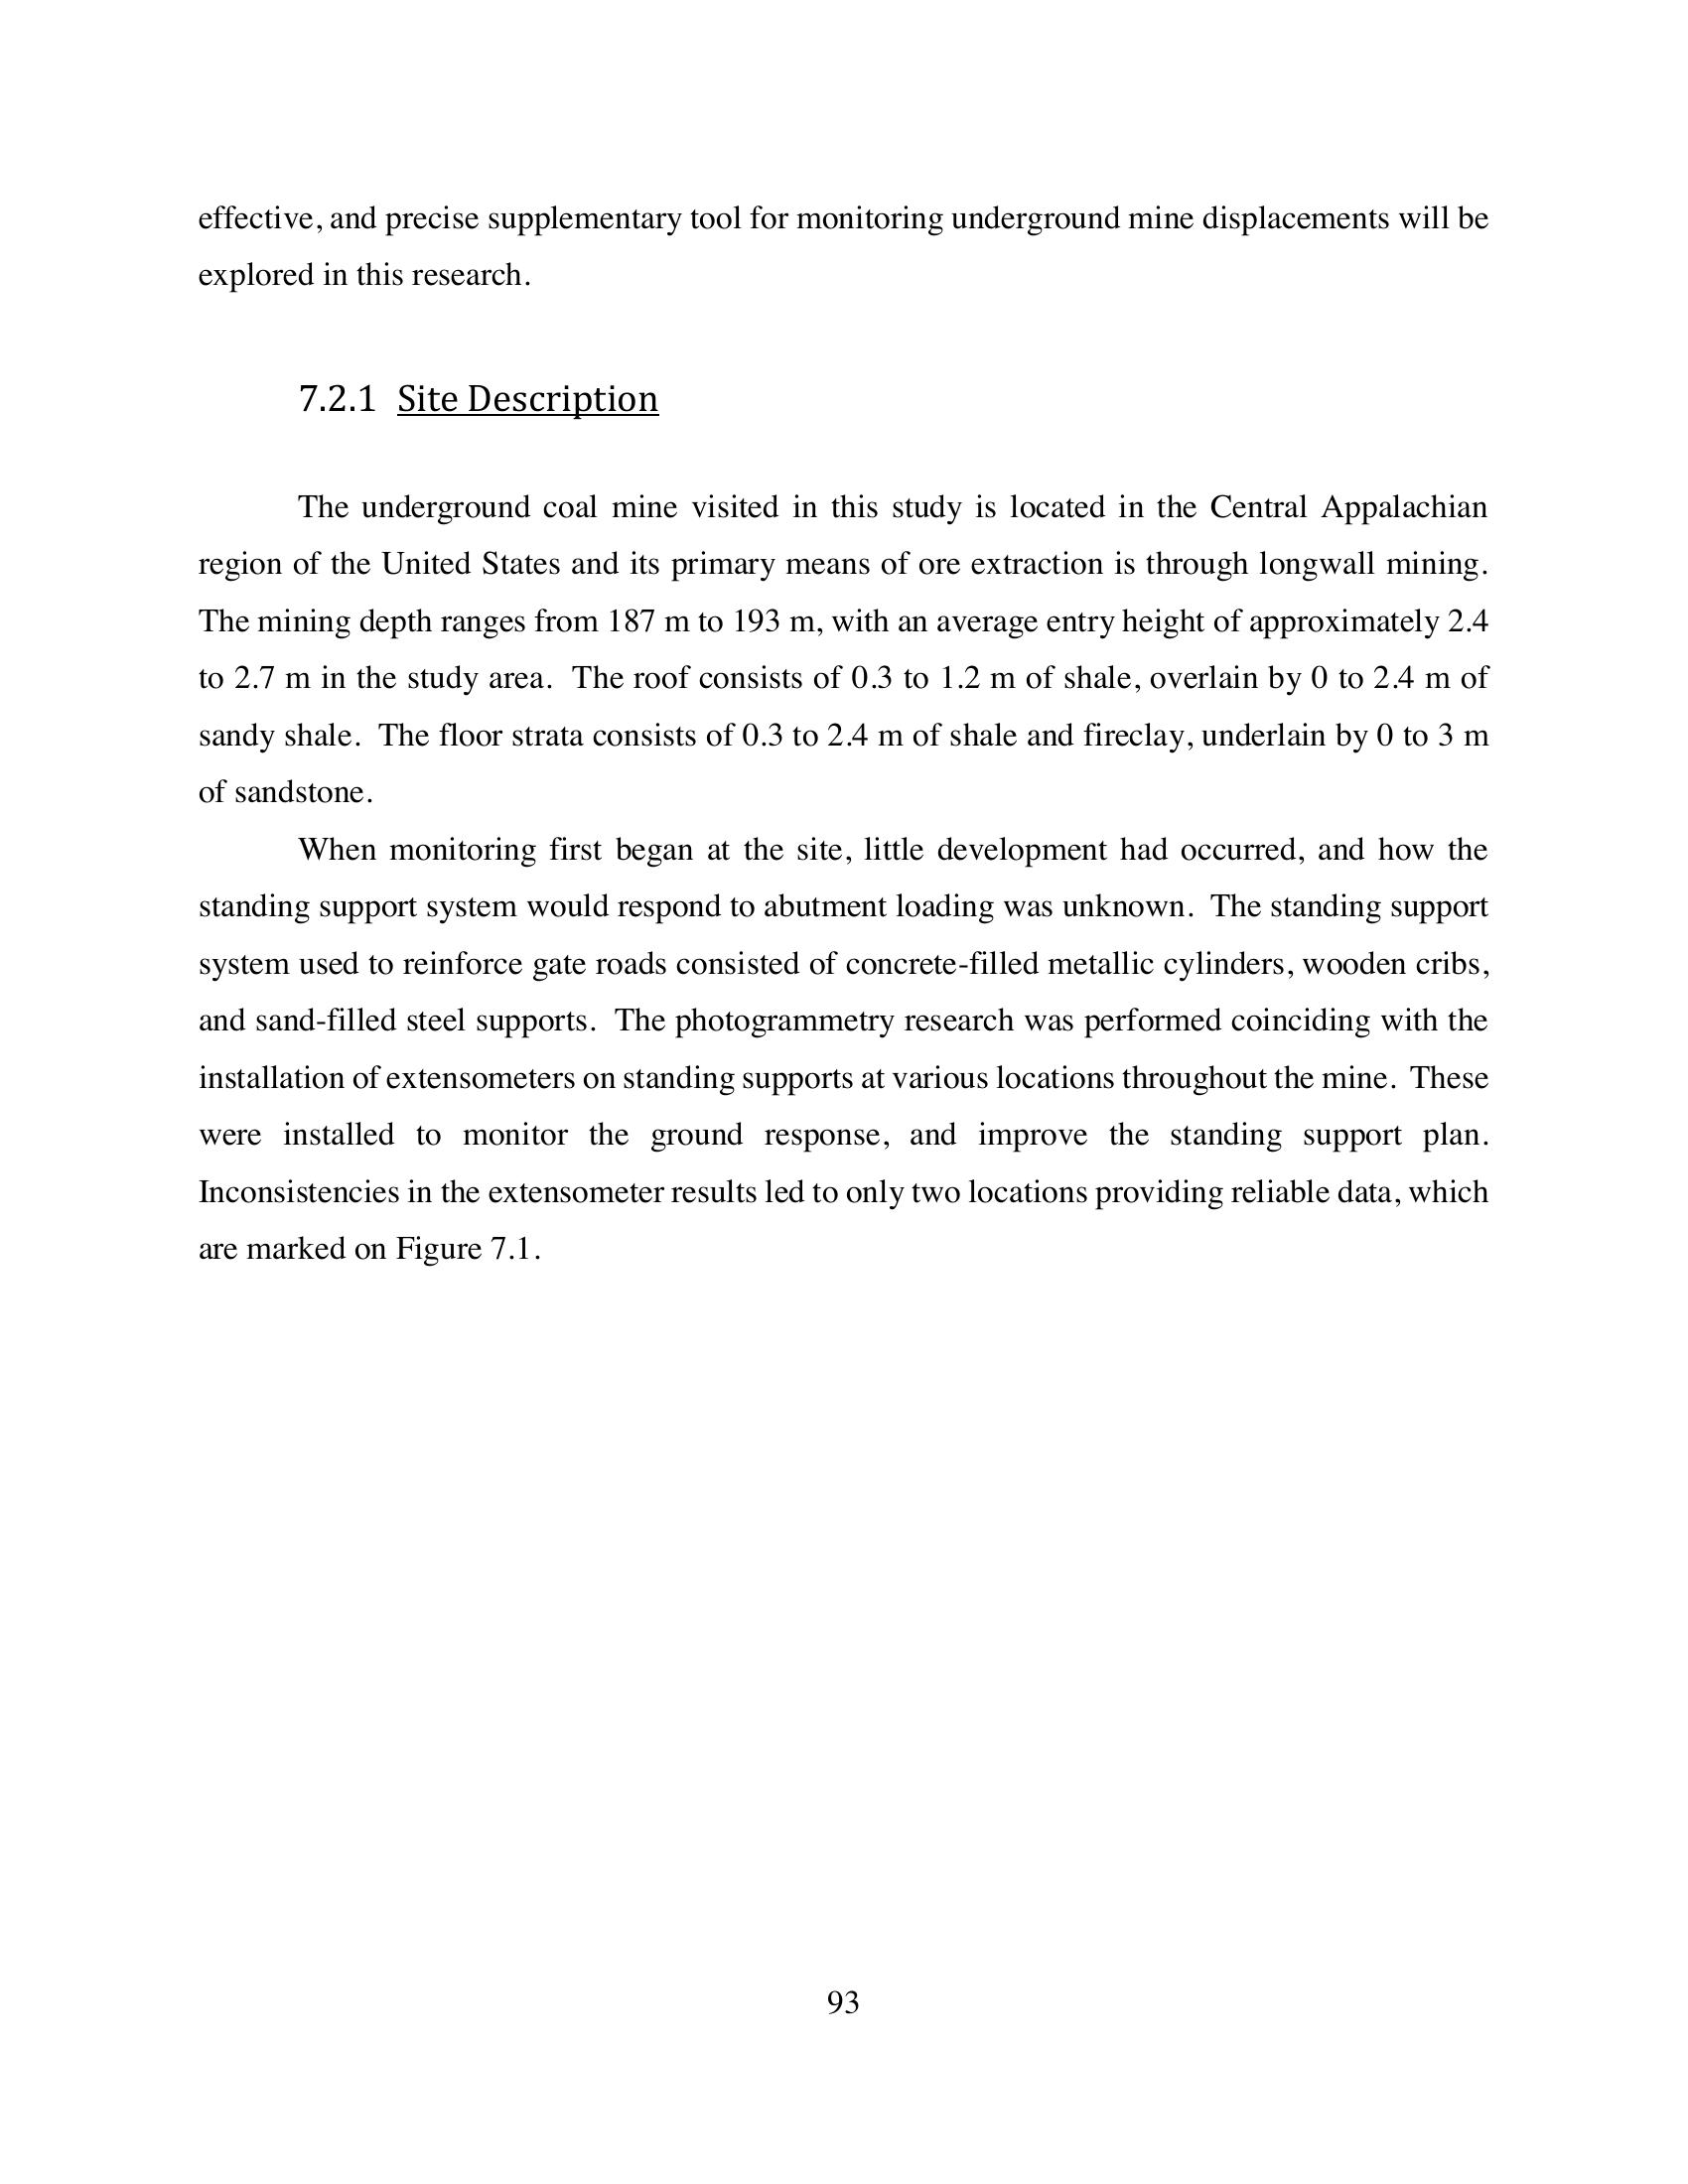 effective, and precise supplementary tool for monitoring underground mine displacements will be
explored in this research.
7.2.1 Site Description
The underground coal mine visited in this study is located in the Central Appalachian
region of the United States and its primary means of ore extraction is through longwall mining.
The mining depth ranges from 187 m to 193 m, with an average entry height of approximately 2.4
to 2.7 m in the study area. The roof consists of 0.3 to 1.2 m of shale, overlain by 0 to 2.4 m of
sandy shale. The floor strata consists of 0.3 to 2.4 m of shale and fireclay, underlain by 0 to 3 m
of sandstone.
When monitoring first began at the site, little development had occurred, and how the
standing support system would respond to abutment loading was unknown. The standing support
system used to reinforce gate roads consisted of concrete-filled metallic cylinders, wooden cribs,
and sand-filled steel supports. The photogrammetry research was performed coinciding with the
installation of extensometers on standing supports at various locations throughout the mine. These
were installed to monitor the ground response, and improve the standing support plan.
Inconsistencies in the extensometer results led to only two locations providing reliable data, which
are marked on Figure 7.1.
93